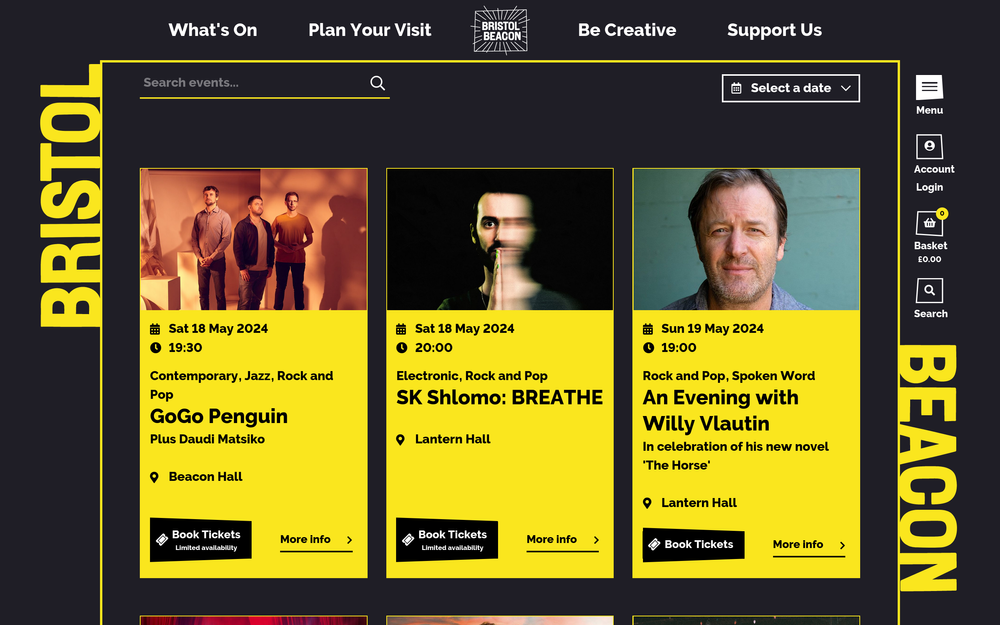 What's On
Plan Your Visit
BRISTOL
BEACON
Be Creative
Support Us
BRISTOL
Search events...
Select a date
Menu
Account
Login
0
Basket
£0.00
Search
BEACON
Sat 18 May 2024
19:30
Contemporary, Jazz, Rock and
Pop
GoGo Penguin
Plus Daudi Matsiko
Beacon Hall
Book Tickets
Limited availability
More info
Sat 18 May 2024
20:00
Electronic, Rock and Pop
SK Shlomo: BREATHE
Lantern Hall
Book Tickets
Limited availability
More info
Sun 19 May 2024
19:00
Rock and Pop, Spoken Word
An Evening with
Willy Vlautin
In celebration of his new novel
'The Horse'
Lantern Hall
Book Tickets
More info